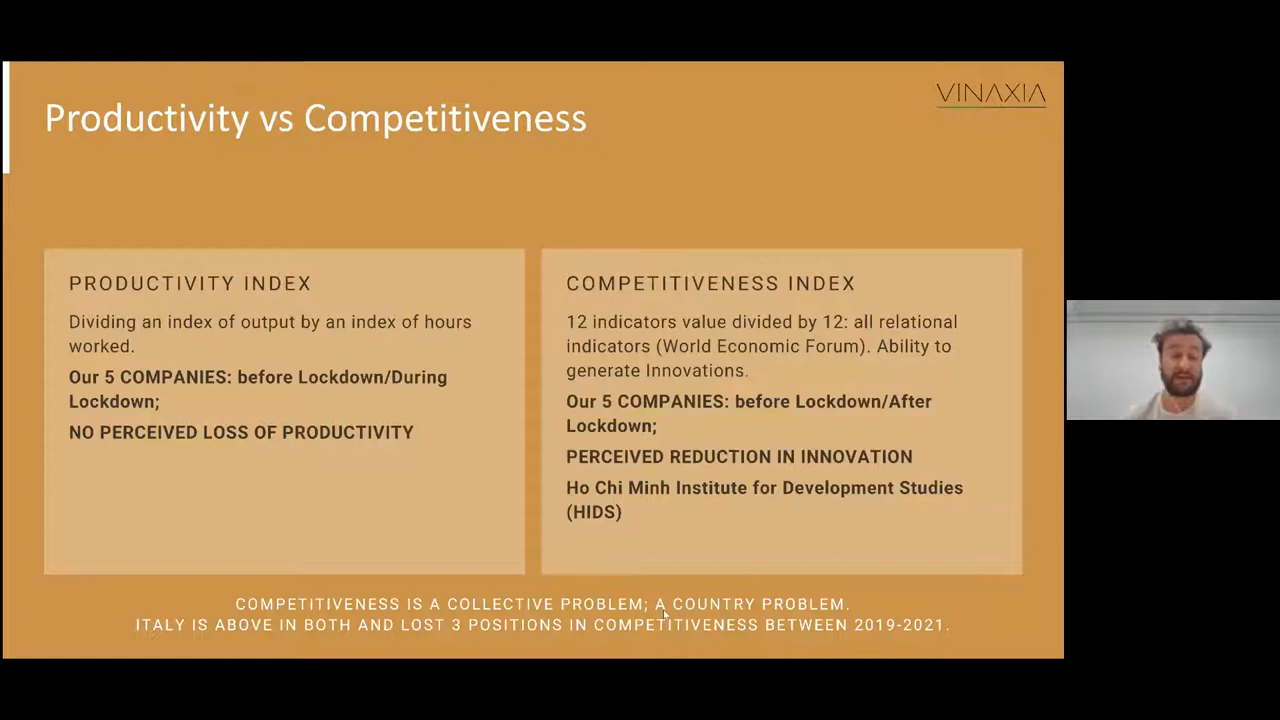 VINAXIA
Productivity vs Competitiveness
PRODUCTIVITY INDEX
Dividing an index of output by an index of hours
worked.
Our 5 COMPANIES: before Lockdown/During
Lockdown;
NO PERCEIVED LOSS OF PRODUCTIVITY
COMPETITIVENESS INDEX
12 indicators value divided by 12: all relational
indicators (World Economic Forum). Ability to
generate Innovations.
Our 5 COMPANIES: before Lockdown/After
Lockdown;
PERCEIVED REDUCTION IN INNOVATION
Ho Chi Minh Institute for Development Studies
(HIDS)
COMPETITIVENESS IS A COLLECTIVE PROBLEM; A COUNTRY PROBLEM.
ITALY IS ABOVE IN BOTH AND LOST 3 POSITIONS IN COMPETITIVENESS BETWEEN 2019-2021.